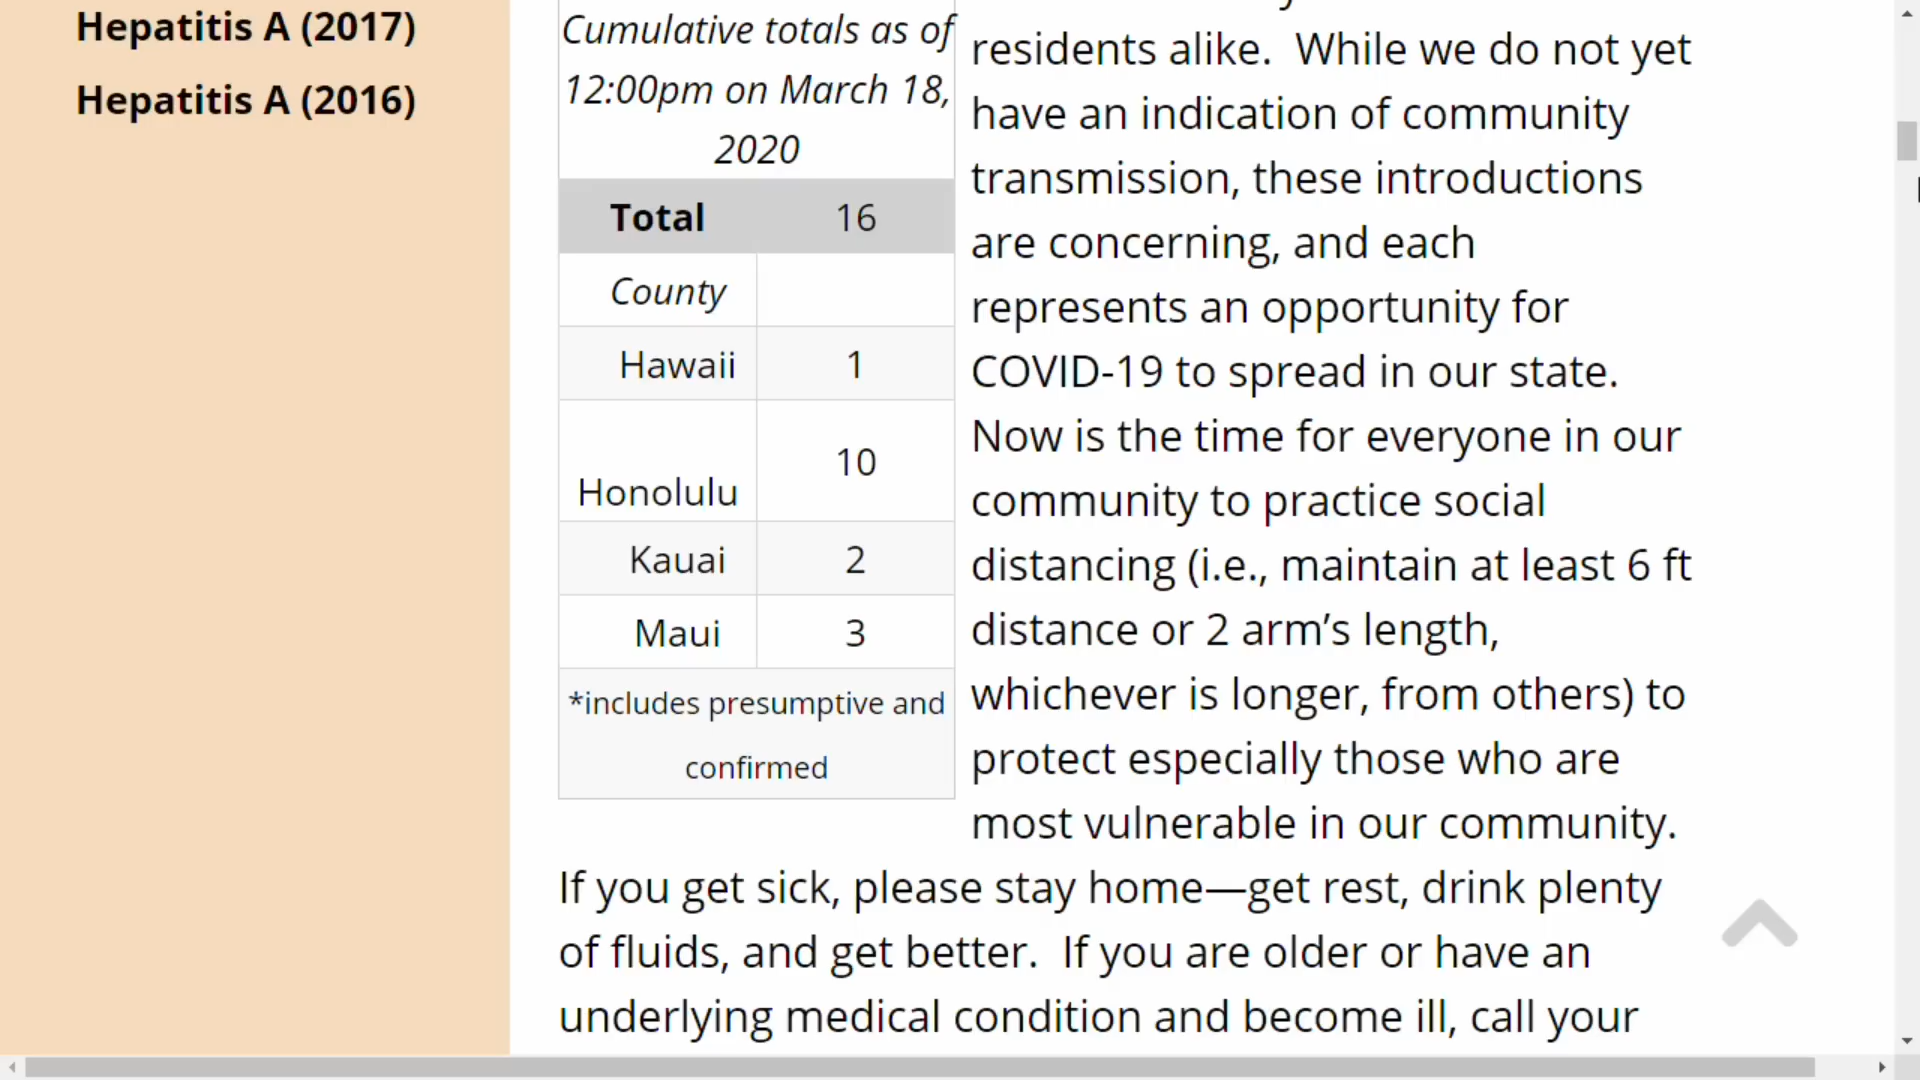 Hepatitis A (2017)
Hepatitis A (2016)
Cumulative totals as of
12:00pm on March 18,
2020
Total 16
County
Hawaii 1
Honolulu 10
Kauai 2
Maui 3
*includes presumptive and
confirmed
residents alike.  While we do not yet
have an indication of community
transmission, these introductions
are concerning, and each
represents an opportunity for
COVID-19 to spread in our state.
Now is the time for everyone in our
community to practice social
distancing (i.e., maintain at least 6 ft
distance or 2 arm’s length,
whichever is longer, from others) to
protect especially those who are
most vulnerable in our community.
If you get sick, please stay home—get rest, drink plenty
of fluids, and get better.  If you are older or have an
underlying medical condition and become ill, call your